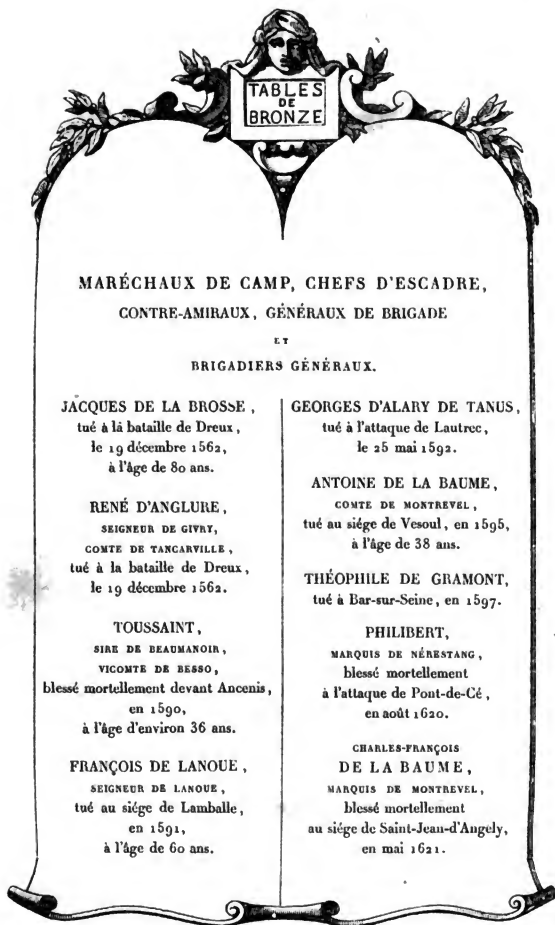 TABLES
DE
BRONZE
MARÉCHAUX DE CAMP, CHEFS D'ESCADRE,
CONTRE-AMIRAUX, GÉNÉRAUX DE BRIGADE
ET
BRIGADIERS GÉNÉRAUX.
JACQUES DE LA BROSSE,
tué à la bataille de Dreux,
le 19 décembre 1562,
à l'âge de 80 ans.
RENÉ D'ANGLURE,
SEIGNEUR DE GIVRY,
COMTE DE TANCARVILLE,
tué à la bataille de Dreux,
le 19 décembre 1562.
TOUSSAINT,
SIRE DE BEAUMANOIR,
VICOMTE DE BESSO,
blessé mortellement devant Ancenis,
en 1590,
à l'âge d'environ 36 ans.
FRANÇOIS DE LANOUE,
SEIGNEUR DE LANOUE,
tué au siége de Lamballe,
en 1591,
à l'âge de 60 ans.
GEORGES D'ALARY DE TANUS,
tué à l'attaque de Lautrec,
le 25 mai 1592.
ANTOINE DE LA BAUME,
COMTE DE MONTREVEL,
tué au siége de Vesoul, en 1595,
à l'âge de 38 ans.
THÉOPHILE DE GRAMONT,
tué à Bar-sur-Seine, en 1597.
PHILIBERT,
MARQUIS DE NÉRESTANG,
blessé mortellement
à l'attaque de Pont-de-Cé,
en août 1620.
CHARLES-FRANÇOIS
DE LA BAUME,
MARQUIS DE MONTREVEL,
blessé mortellement
au siége de Saint-Jean-d'Angely,
en mai 1621.